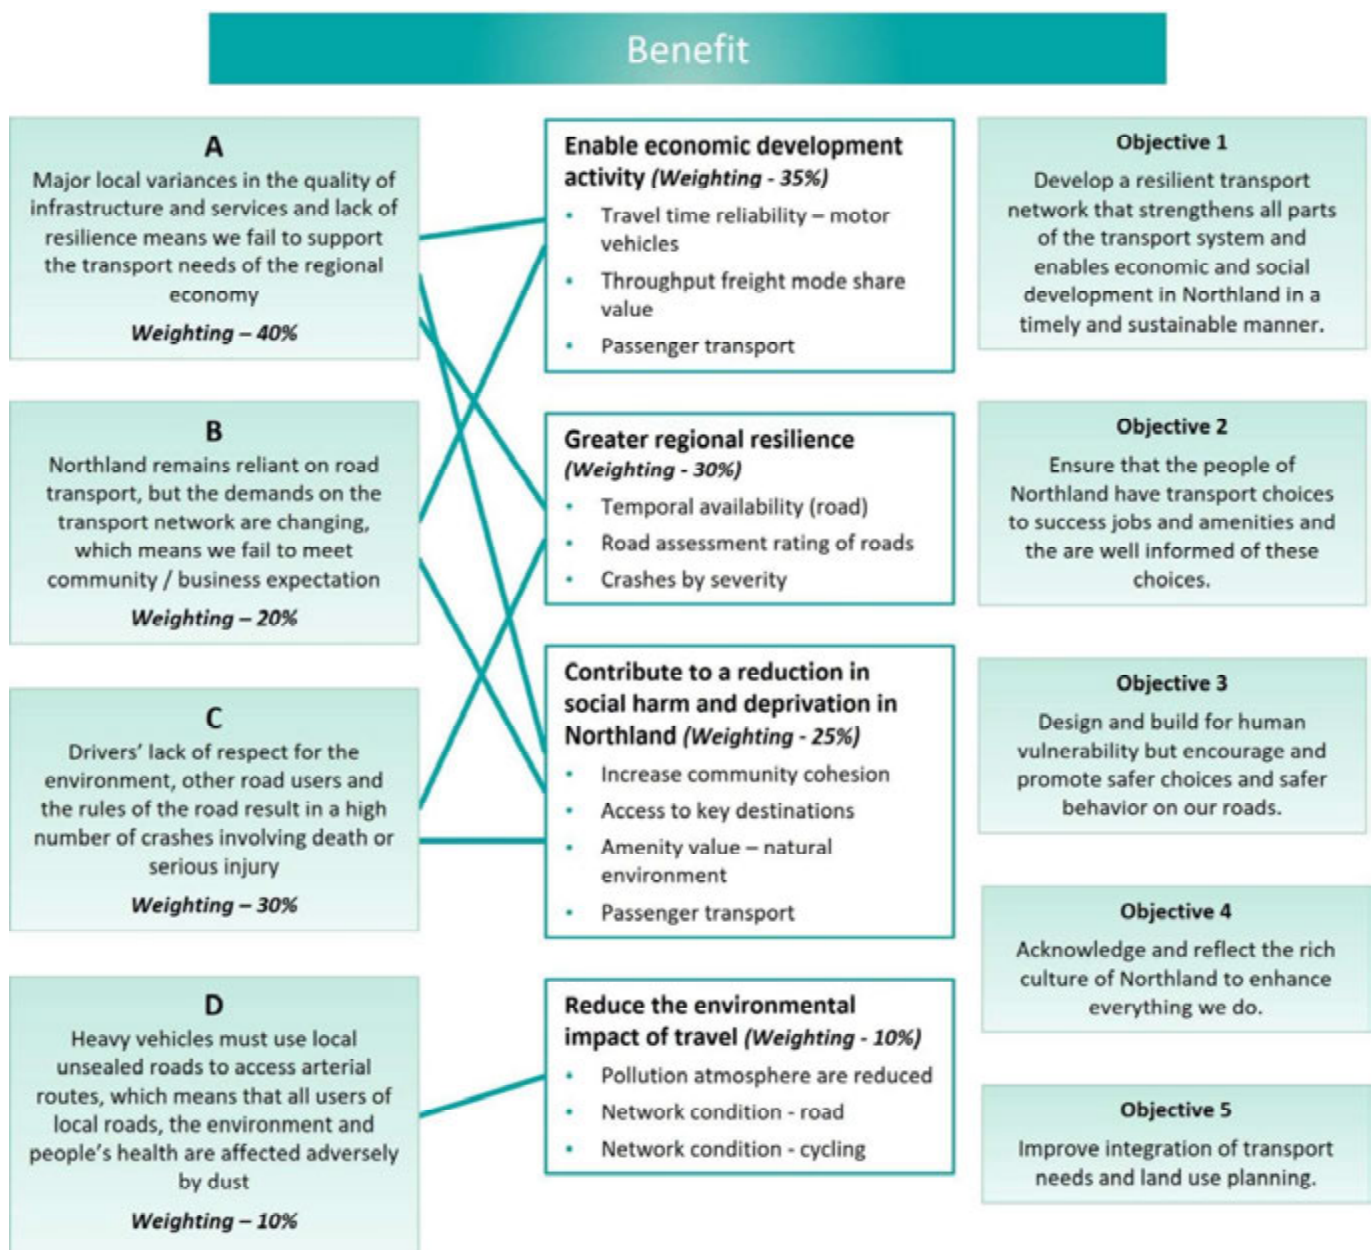 Benefit
A
Major local variances in the quality of
infrastructure and services and lack of
resilience means we fail to support
the transport needs of the regional
economy
Weighting – 40%
B
Northland remains reliant on road
transport, but the demands on the
transport network are changing,
which means we fail to meet
community / business expectation
Weighting – 20%
C
Drivers' lack of respect for the
environment, other road users and
the rules of the road result in a high
number of crashes involving death or
serious injury
Weighting – 30%
D
Heavy vehicles must use local
unsealed roads to access arterial
routes, which means that all users of
local roads, the environment and
people's health are affected adversely
by dust
Weighting – 10%
Enable economic development
activity (Weighting - 35%)
• Travel time reliability – motor
vehicles
• Throughput freight mode share
value
• Passenger transport
Greater regional resilience
(Weighting - 30%)
• Temporal availability (road)
• Road assessment rating of roads
• Crashes by severity
Contribute to a reduction in
social harm and deprivation in
Northland (Weighting - 25%)
• Increase community cohesion
• Access to key destinations
• Amenity value – natural
environment
• Passenger transport
Reduce the environmental
impact of travel (Weighting - 10%)
• Pollution atmosphere are reduced
• Network condition - road
• Network condition - cycling
Objective 1
Develop a resilient transport
network that strengthens all parts
of the transport system and
enables economic and social
development in Northland in a
timely and sustainable manner.
Objective 2
Ensure that the people of
Northland have transport choices
to success jobs and amenities and
the are well informed of these
choices.
Objective 3
Design and build for human
vulnerability but encourage and
promote safer choices and safer
behavior on our roads.
Objective 4
Acknowledge and reflect the rich
culture of Northland to enhance
everything we do.
Objective 5
Improve integration of transport
needs and land use planning.